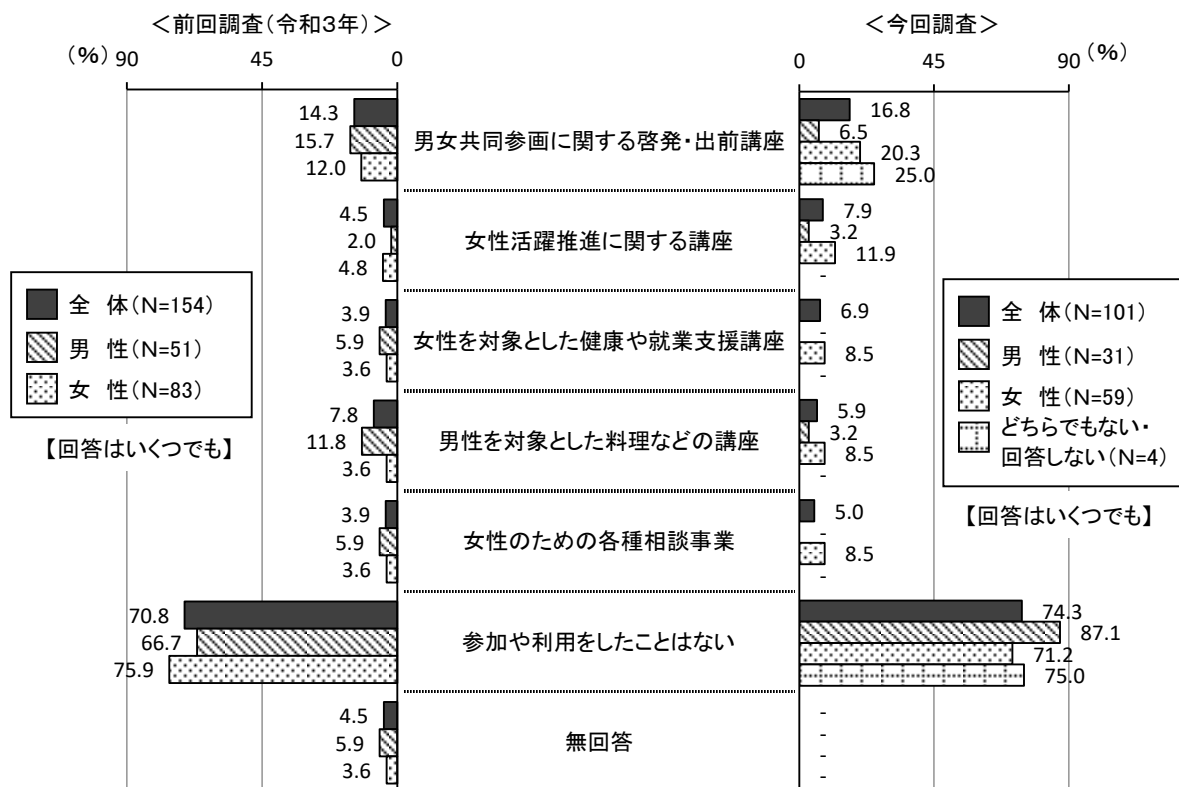 ＜前回調査(令和3年)＞
＜今回調査＞
(%) 90 45 0
0 45 90 (%)
14.3
15.7
12.0
男女共同参画に関する啓発・出前講座
16.8
6.5
20.3
25.0
4.5
2.0
4.8
女性活躍推進に関する講座
7.9
3.2
11.9
-
3.9
5.9
3.6
女性を対象とした健康や就業支援講座
6.9
-
8.5
-
7.8
11.8
3.6
男性を対象とした料理などの講座
5.9
3.2
8.5
-
3.9
5.9
3.6
女性のための各種相談事業
5.0
-
8.5
-
70.8
66.7
75.9
参加や利用をしたことはない
74.3
87.1
71.2
75.0
4.5
5.9
3.6
無回答
-
-
-
-
全　体(N=154)
男　性(N=51)
女　性(N=83)
【回答はいくつでも】
全　体(N=101)
男　性(N=31)
女　性(N=59)
どちらでもない・
回答しない(N=4)
【回答はいくつでも】